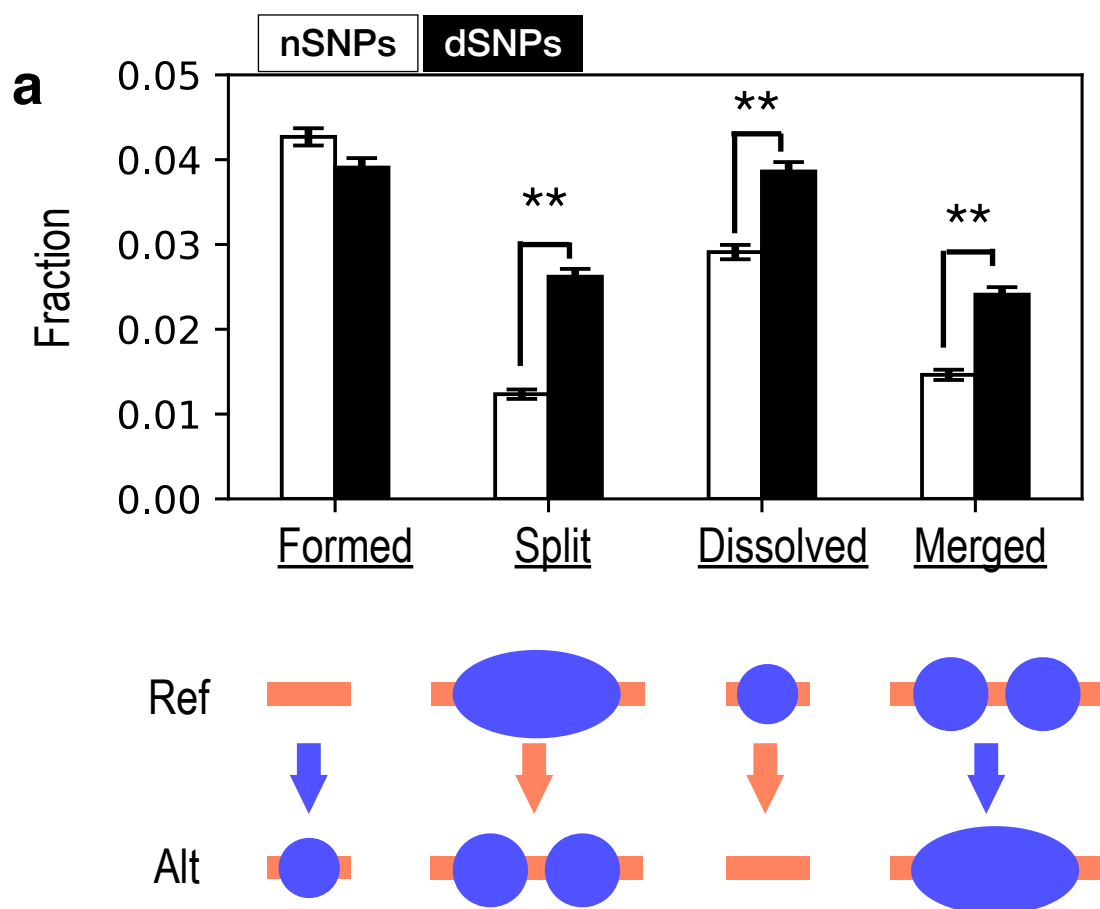 nSNPs dSNPs
a
0.05
0.04
0.03
0.02
0.01
0.00
Fraction
**
**
**
Formed Split Dissolved Merged
Ref
Alt